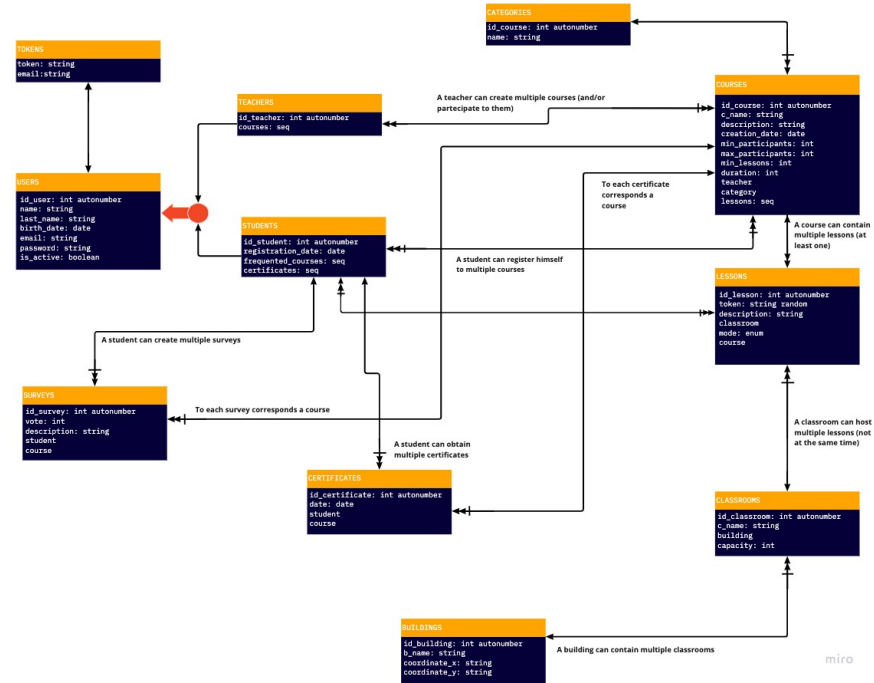 CATEGORIES
id_course: int autonumber
name: string
TOKENS
token: string
email:string
TEACHERS
id_teacher: int autonumber
courses: seq
A teacher can create multiple courses (and/or
partecipate to them)
COURSES
id_course: int autonumber
c_name: string
description: string
creation_date: date
min_participants: int
max_participants: int
min_lessons: int
duration: int
teacher
category
lessons: seq
USERS
id_user: int autonumber
name: string
last_name: string
birth_date: date
email: string
password: string
is_active: boolean
To each certificate
corresponds a
course
STUDENTS
id_student: int autonumber
registration_date: date
frequented_courses: seq
certificates: seq
A student can register himself
to multiple courses
A course can contain
multiple lessons (at
least one)
LESSONS
id_lesson: int autonumber
token: string random
description: string
classroom
mode: enum
course
A student can create multiple surveys
SURVEYS
id_survey: int autonumber
vote: int
description: string
student
course
To each survey corresponds a course
A student can obtain
multiple certificates
A classroom can host
multiple lessons (not
at the same time)
CERTIFICATES
id_certificate: int autonumber
date: date
student
course
CLASSROOMS
id_classroom: int autonumber
c_name: string
building
capacity: int
BUILDINGS
id_building: int autonumber
b_name: string
coordinate_x: string
coordinate_y: string
A building can contain multiple classrooms
miro